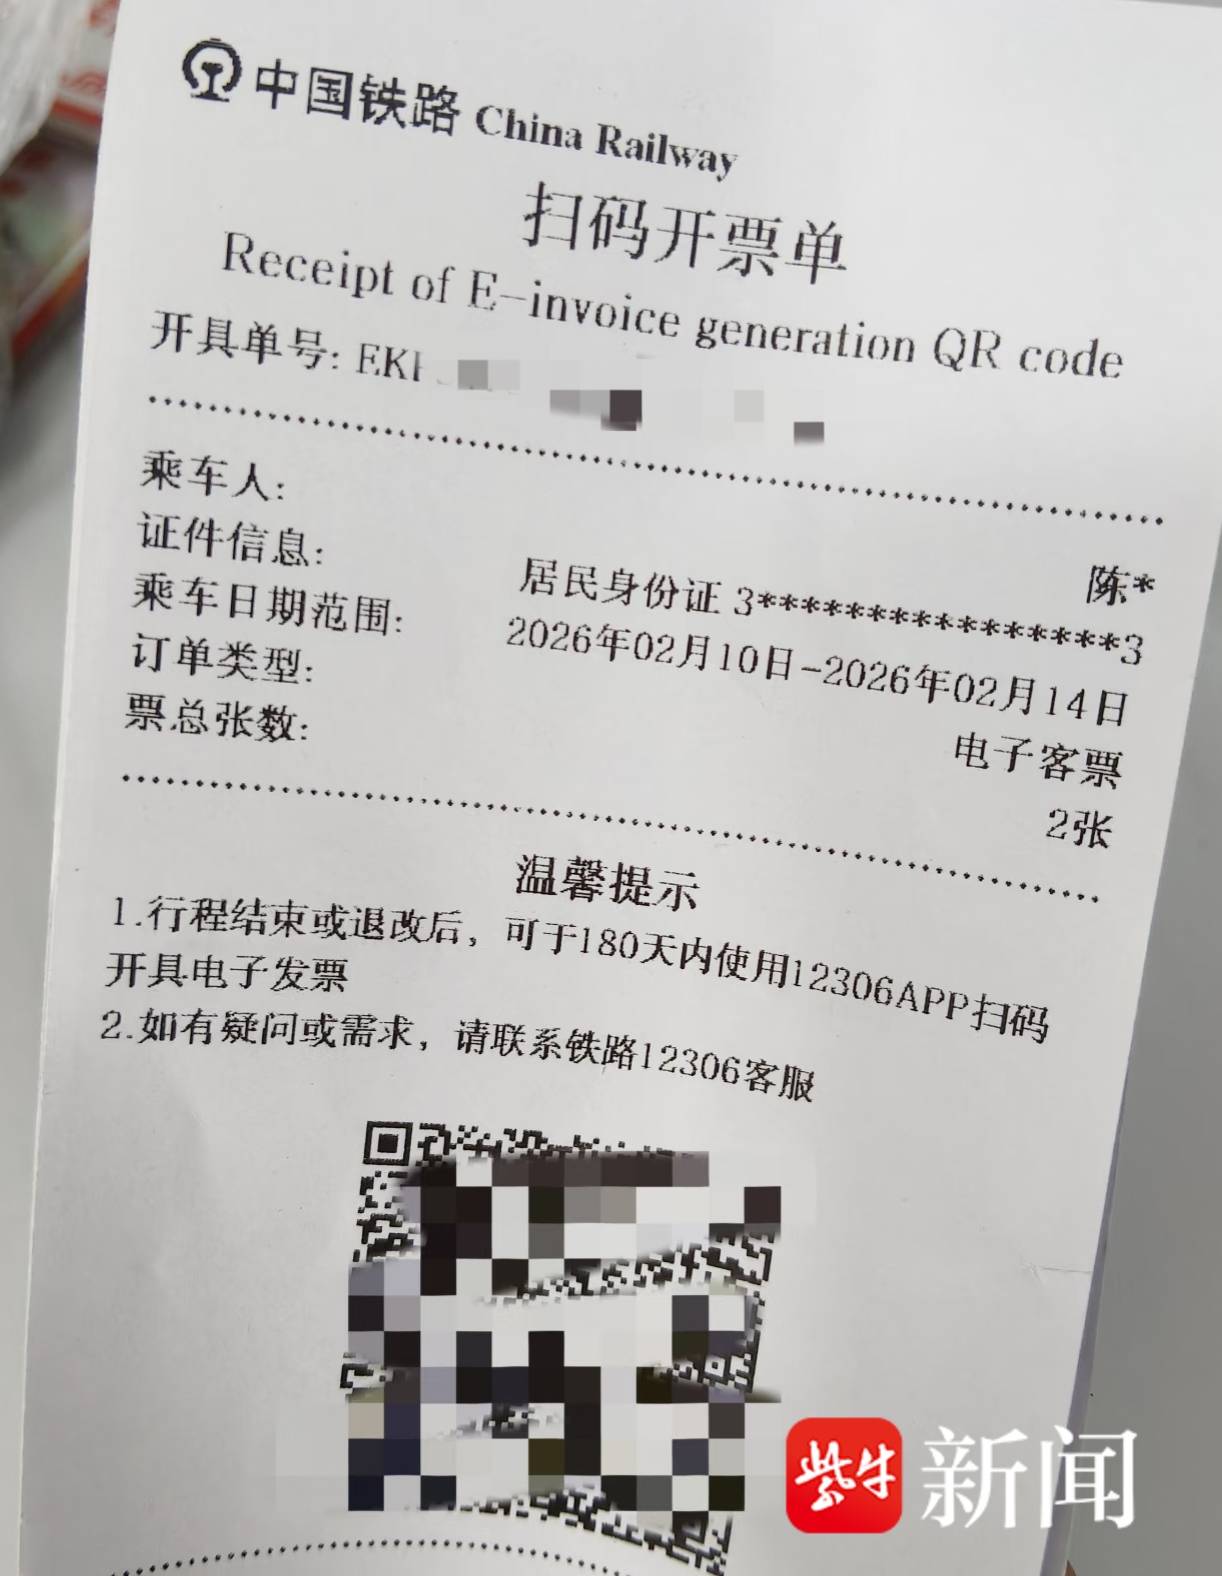 中国铁路 China Railway
扫码开票单
Receipt of E-invoice generation QR code
开具单号: EK
乘车人: 陈*
证件信息: 居民身份证 3****************3
乘车日期范围: 2026年02月10日-2026年02月14日
订单类型: 电子客票
票总张数: 2张
温馨提示
1.行程结束或退改后，可于180天内使用12306APP扫码
开具电子发票
2.如有疑问或需求，请联系铁路12306客服
紫牛 新闻